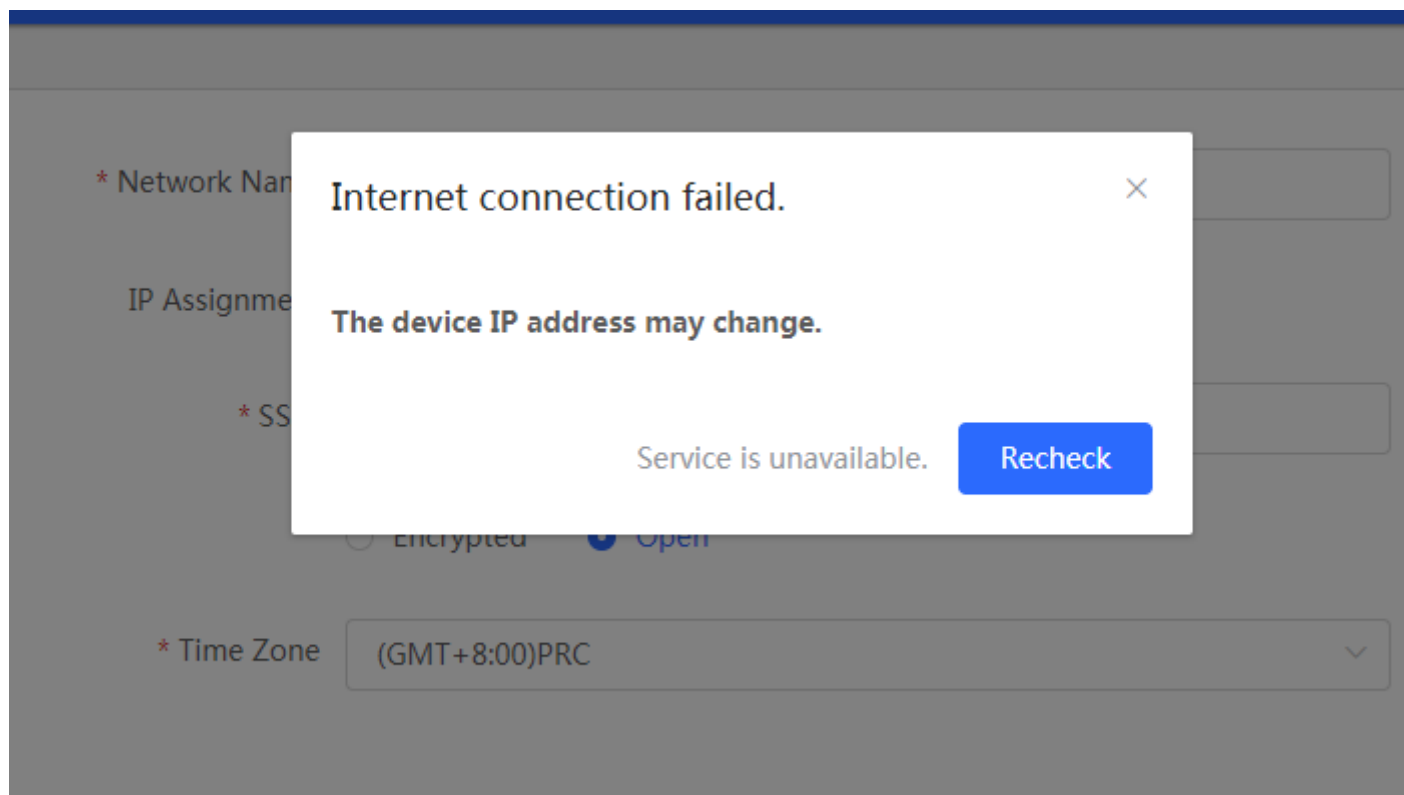 * Network Nam
Internet connection failed.
IP Assignme
The device IP address may change.
* SS
Service is unavailable.
Recheck
Encrypted
Open
* Time Zone
(GMT+8:00)PRC